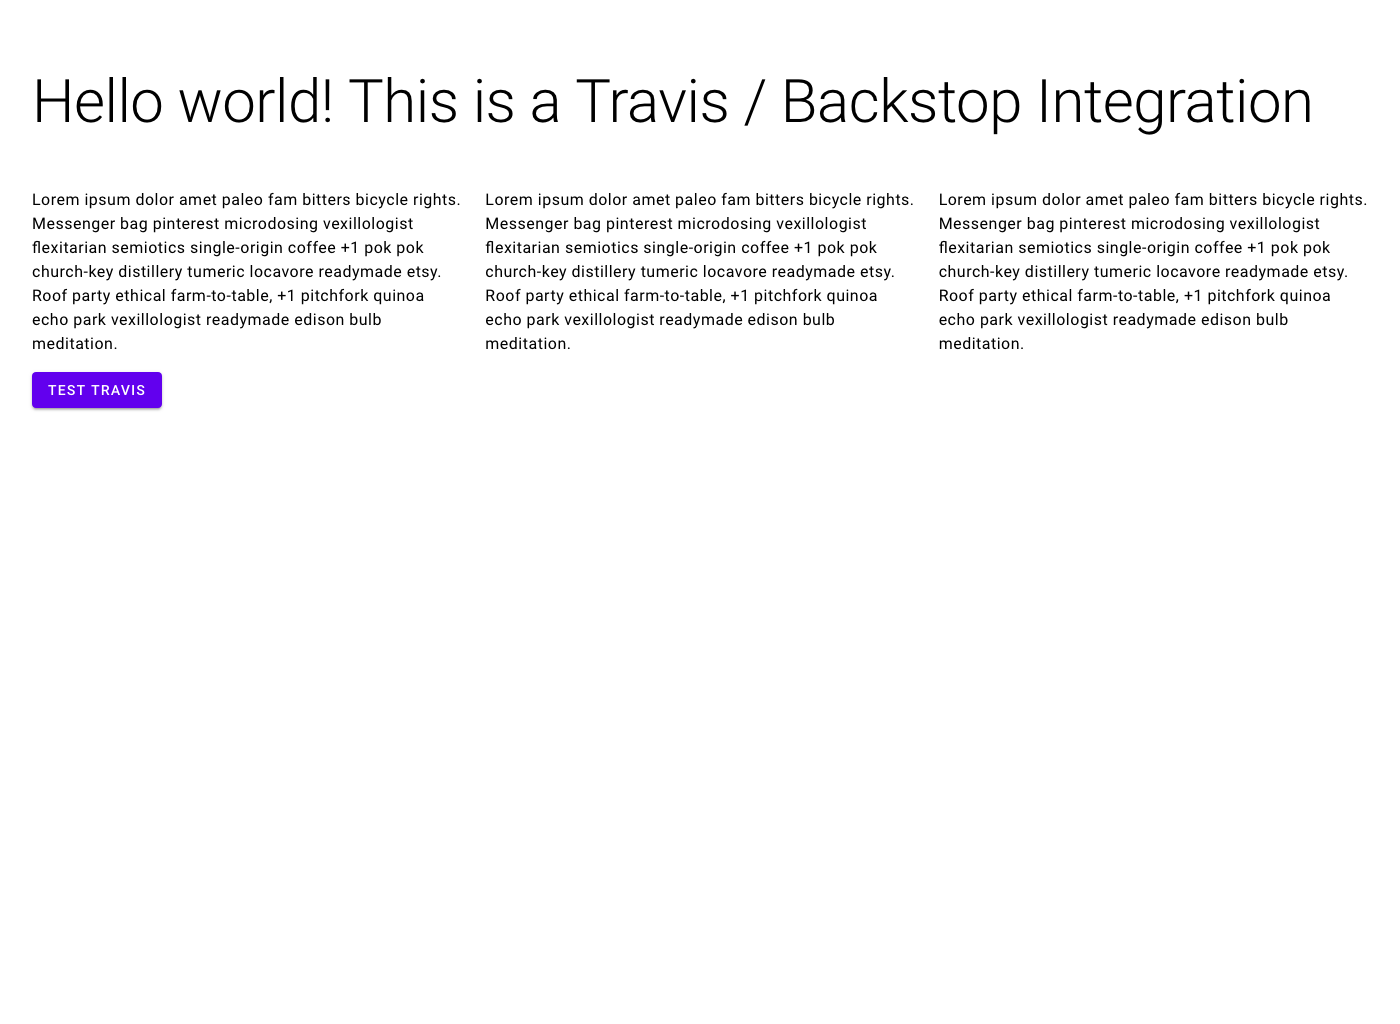 Hello world! This is a Travis / Backstop Integration
Lorem ipsum dolor amet paleo fam bitters bicycle rights.
Messenger bag pinterest microdosing vexillologist
flexitarian semiotics single-origin coffee +1 pok pok
church-key distillery tumeric locavore readymade etsy.
Roof party ethical farm-to-table, +1 pitchfork quinoa
echo park vexillologist readymade edison bulb
meditation.
TEST TRAVIS
Lorem ipsum dolor amet paleo fam bitters bicycle rights.
Messenger bag pinterest microdosing vexillologist
flexitarian semiotics single-origin coffee +1 pok pok
church-key distillery tumeric locavore readymade etsy.
Roof party ethical farm-to-table, +1 pitchfork quinoa
echo park vexillologist readymade edison bulb
meditation.
Lorem ipsum dolor amet paleo fam bitters bicycle rights.
Messenger bag pinterest microdosing vexillologist
flexitarian semiotics single-origin coffee +1 pok pok
church-key distillery tumeric locavore readymade etsy.
Roof party ethical farm-to-table, +1 pitchfork quinoa
echo park vexillologist readymade edison bulb
meditation.